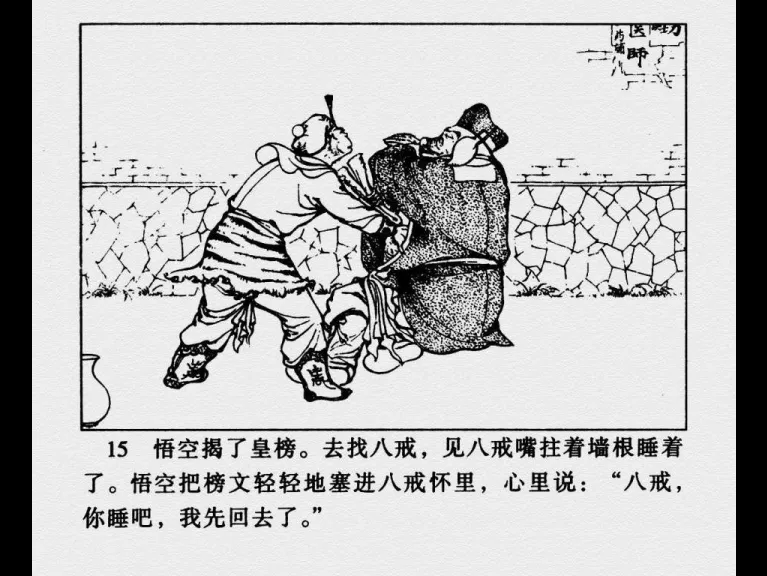 医師
15 悟空揭了皇榜。去找八戒，见八戒嘴拄着墙根睡着
了。悟空把榜文轻轻地塞进八戒怀里，心里说：“八戒，
你睡吧，我先回去了。”